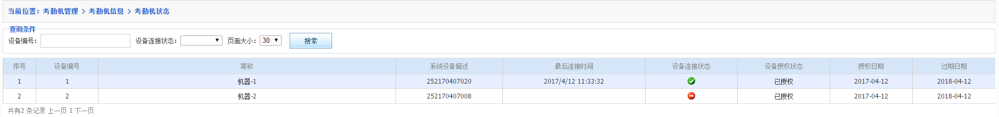 当前位置：考勤机管理 > 考勤机信息 > 考勤机状态
查询条件
设备编号： 设备连接状态： 页面大小： 30 搜索
序号 设备编号 简称 系统设备描述 最后连接时间 设备连接状态 设备授权状态 授权日期 过期日期
1 1 机器-1 252170407020 2017/4/12 11:33:32 已授权 2017-04-12 2018-04-12
2 2 机器-2 252170407008 已授权 2017-04-12 2018-04-12
共有2 条记录 上一页 1 下一页